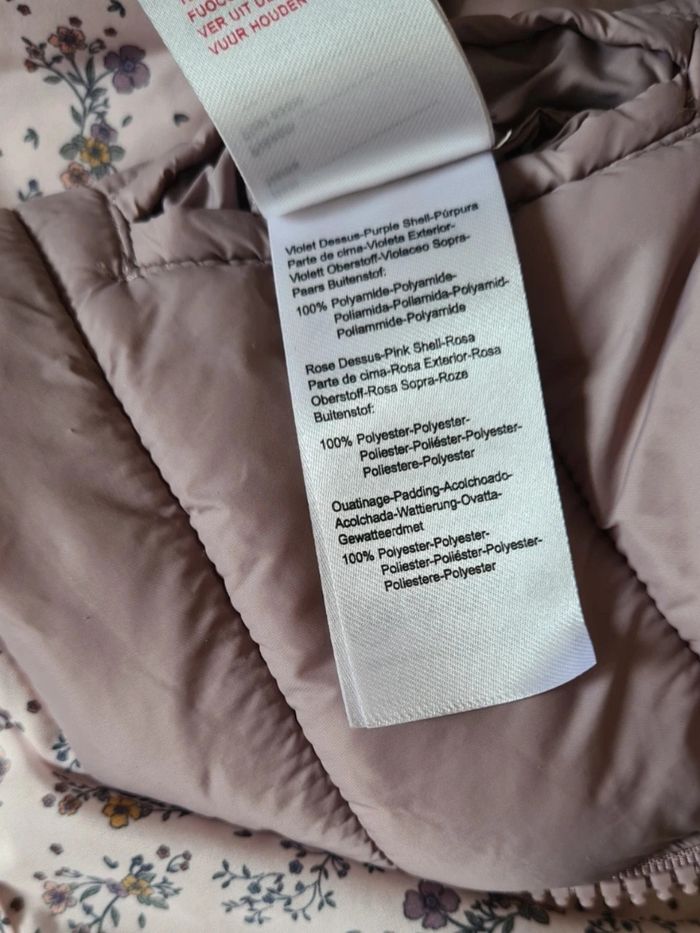 VER UIT DE
VUUR HOUDEN
Violet Dessus-Purple Shell-Púrpura
Parte de cima-Violeta Exterior-
Violett Oberstoff-Violaceo Sopra-
Paars Buitenstof:
100% Polyamide-Polyamide-
Poliamida-Poliamida-Polyamid-
Poliammide-Polyamide
Rose Dessus-Pink Shell-Rosa
Parte de cima-Rosa Exterior-Rosa
Oberstoff-Rosa Sopra-Roze
Buitenstof:
100% Polyester-Polyester-
Poliester-Poliéster-Polyester-
Poliestere-Polyester
Ouatinage-Padding-Acolchoado-
Acolchada-Wattierung-Ovatta-
Gewatteerdmet
100% Polyester-Polyester-
Poliester-Poliéster-Polyester-
Poliestere-Polyester